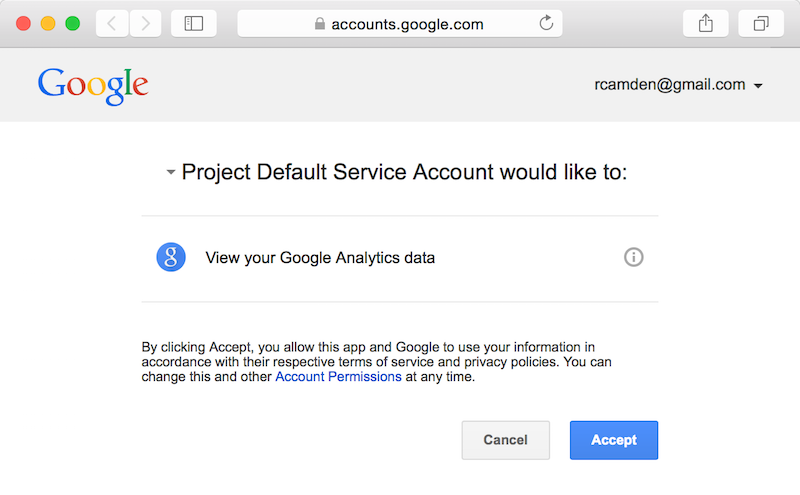 accounts.google.com
Google
rcamden@gmail.com
Project Default Service Account would like to:
g
View your Google Analytics data
i
By clicking Accept, you allow this app and Google to use your information in
accordance with their respective terms of service and privacy policies. You can
change this and other Account Permissions at any time.
Cancel
Accept